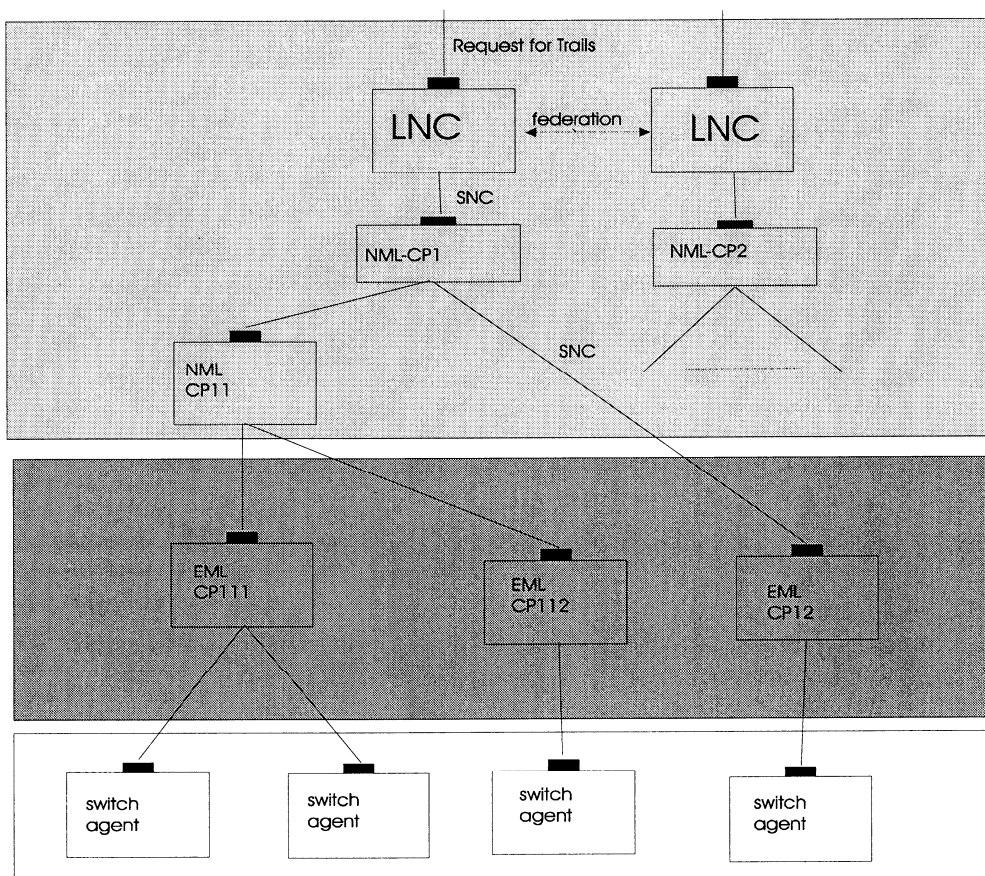 Request for Trails
LNC
federation
LNC
SNC
NML-CP1
NML-CP2
SNC
NML
CP11
EML
CP111
EML
CP112
EML
CP12
switch
agent
switch
agent
switch
agent
switch
agent